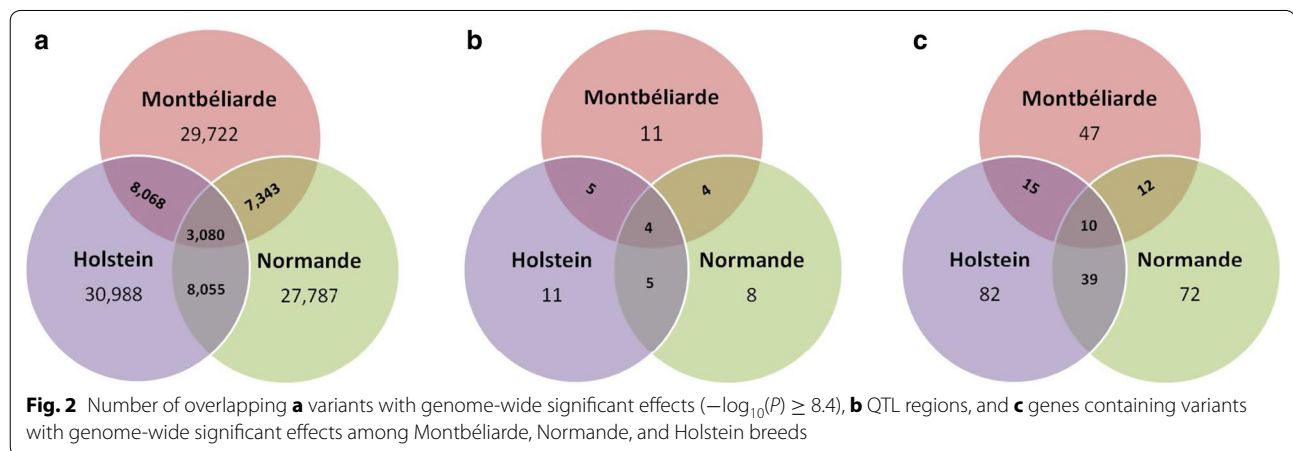 a
b
c
Montbéliarde
29,722
8,068
7,343
3,080
Holstein
30,988
8,055
Normande
27,787
Montbéliarde
11
5
4
4
Holstein
11
5
Normande
8
Montbéliarde
47
15
12
10
Holstein
82
39
Normande
72
Fig. 2 Number of overlapping a variants with genome-wide significant effects (−log₁₀(P) ≥ 8.4), b QTL regions, and c genes containing variants
with genome-wide significant effects among Montbéliarde, Normande, and Holstein breeds